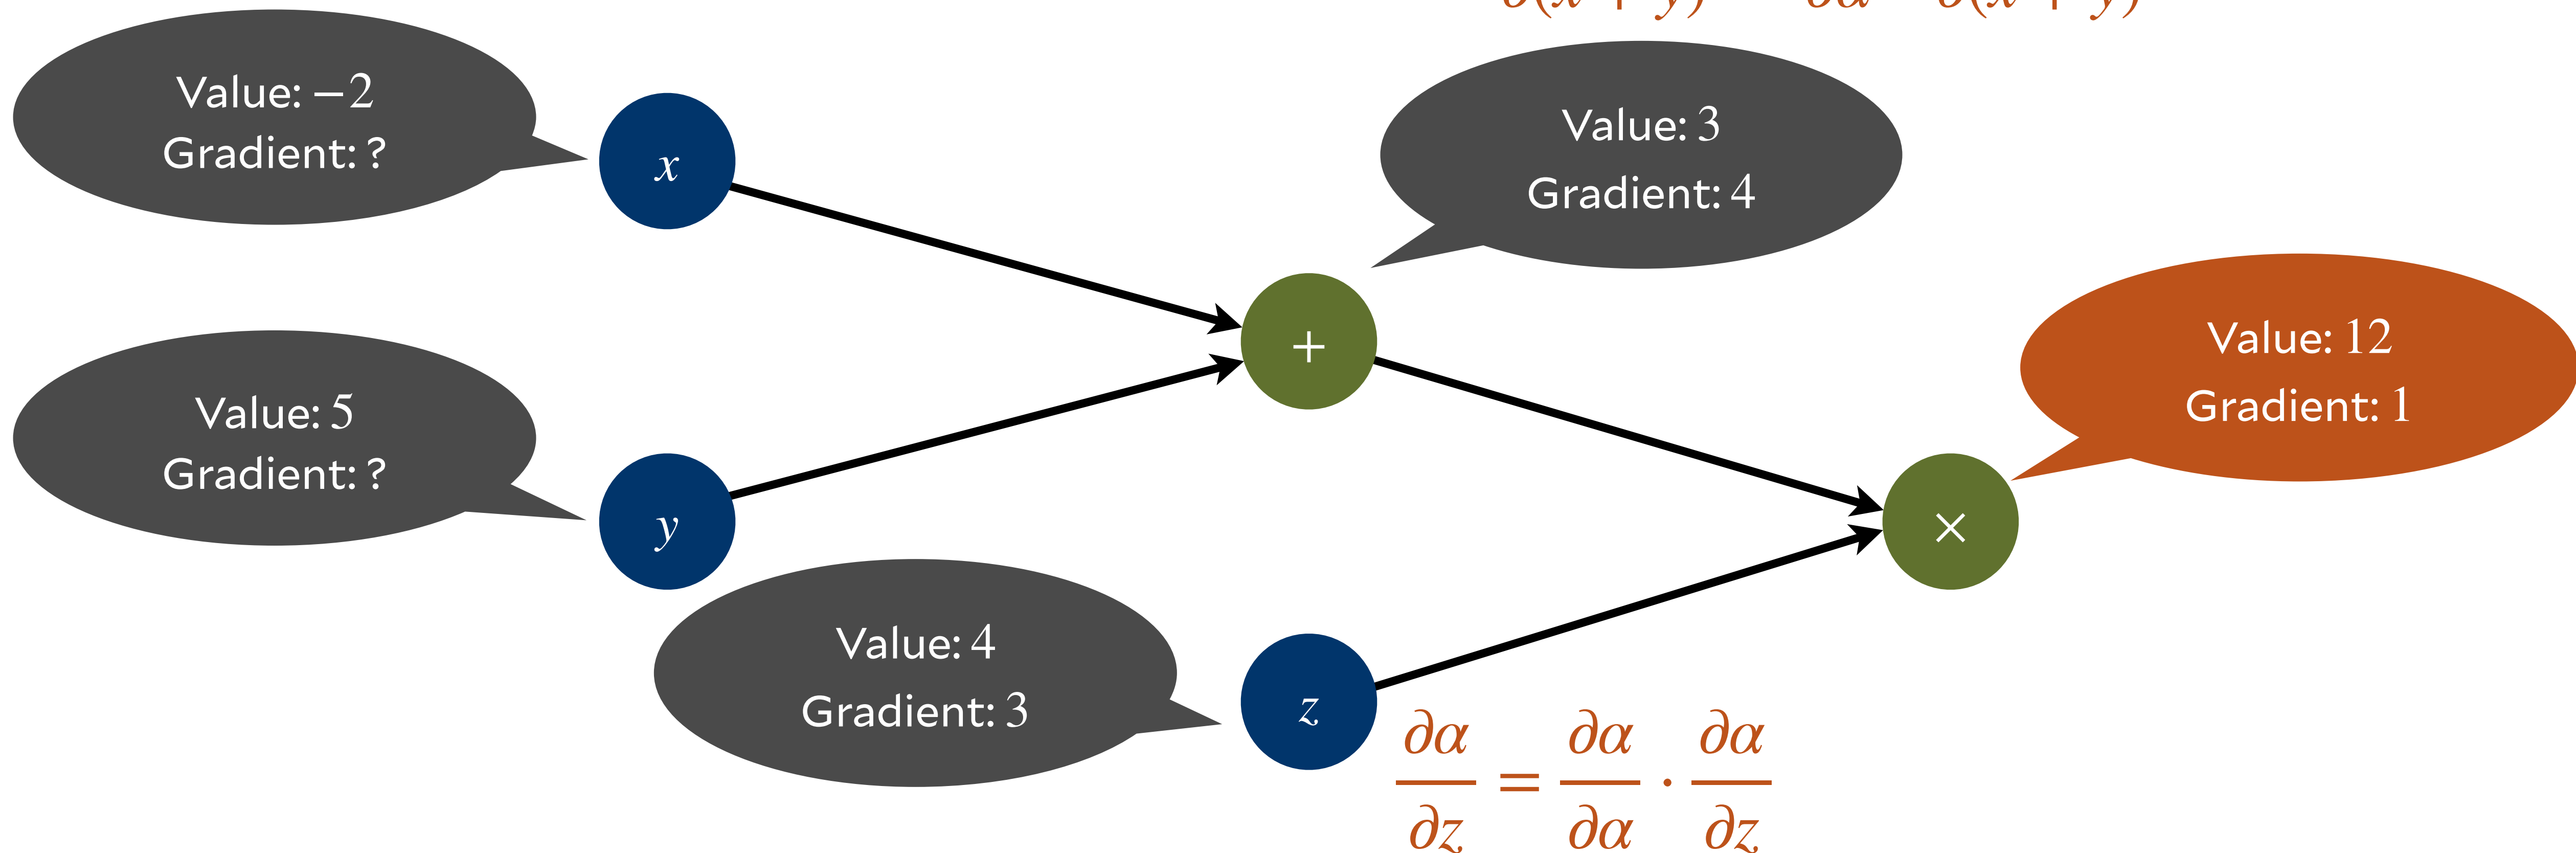 ∂(x + y) ∂α ∂(x + y)
Value: −2
Gradient: ?
x
Value: 3
Gradient: 4
+
Value: 12
Gradient: 1
×
Value: 5
Gradient: ?
y
Value: 4
Gradient: 3
z
∂α/∂z = ∂α/∂α · ∂α/∂z